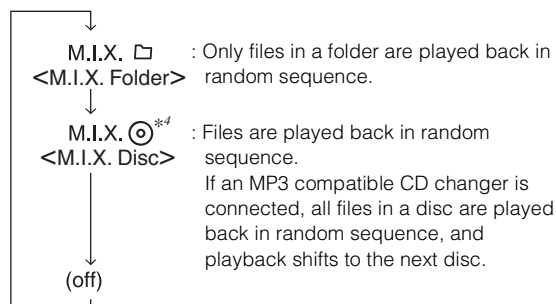 M.I.X. : Only files in a folder are played back in
<M.I.X. Folder> random sequence.
M.I.X. *4 : Files are played back in random
<M.I.X. Disc> sequence.
If an MP3 compatible CD changer is
connected, all files in a disc are played
back in random sequence, and
playback shifts to the next disc.
(off)